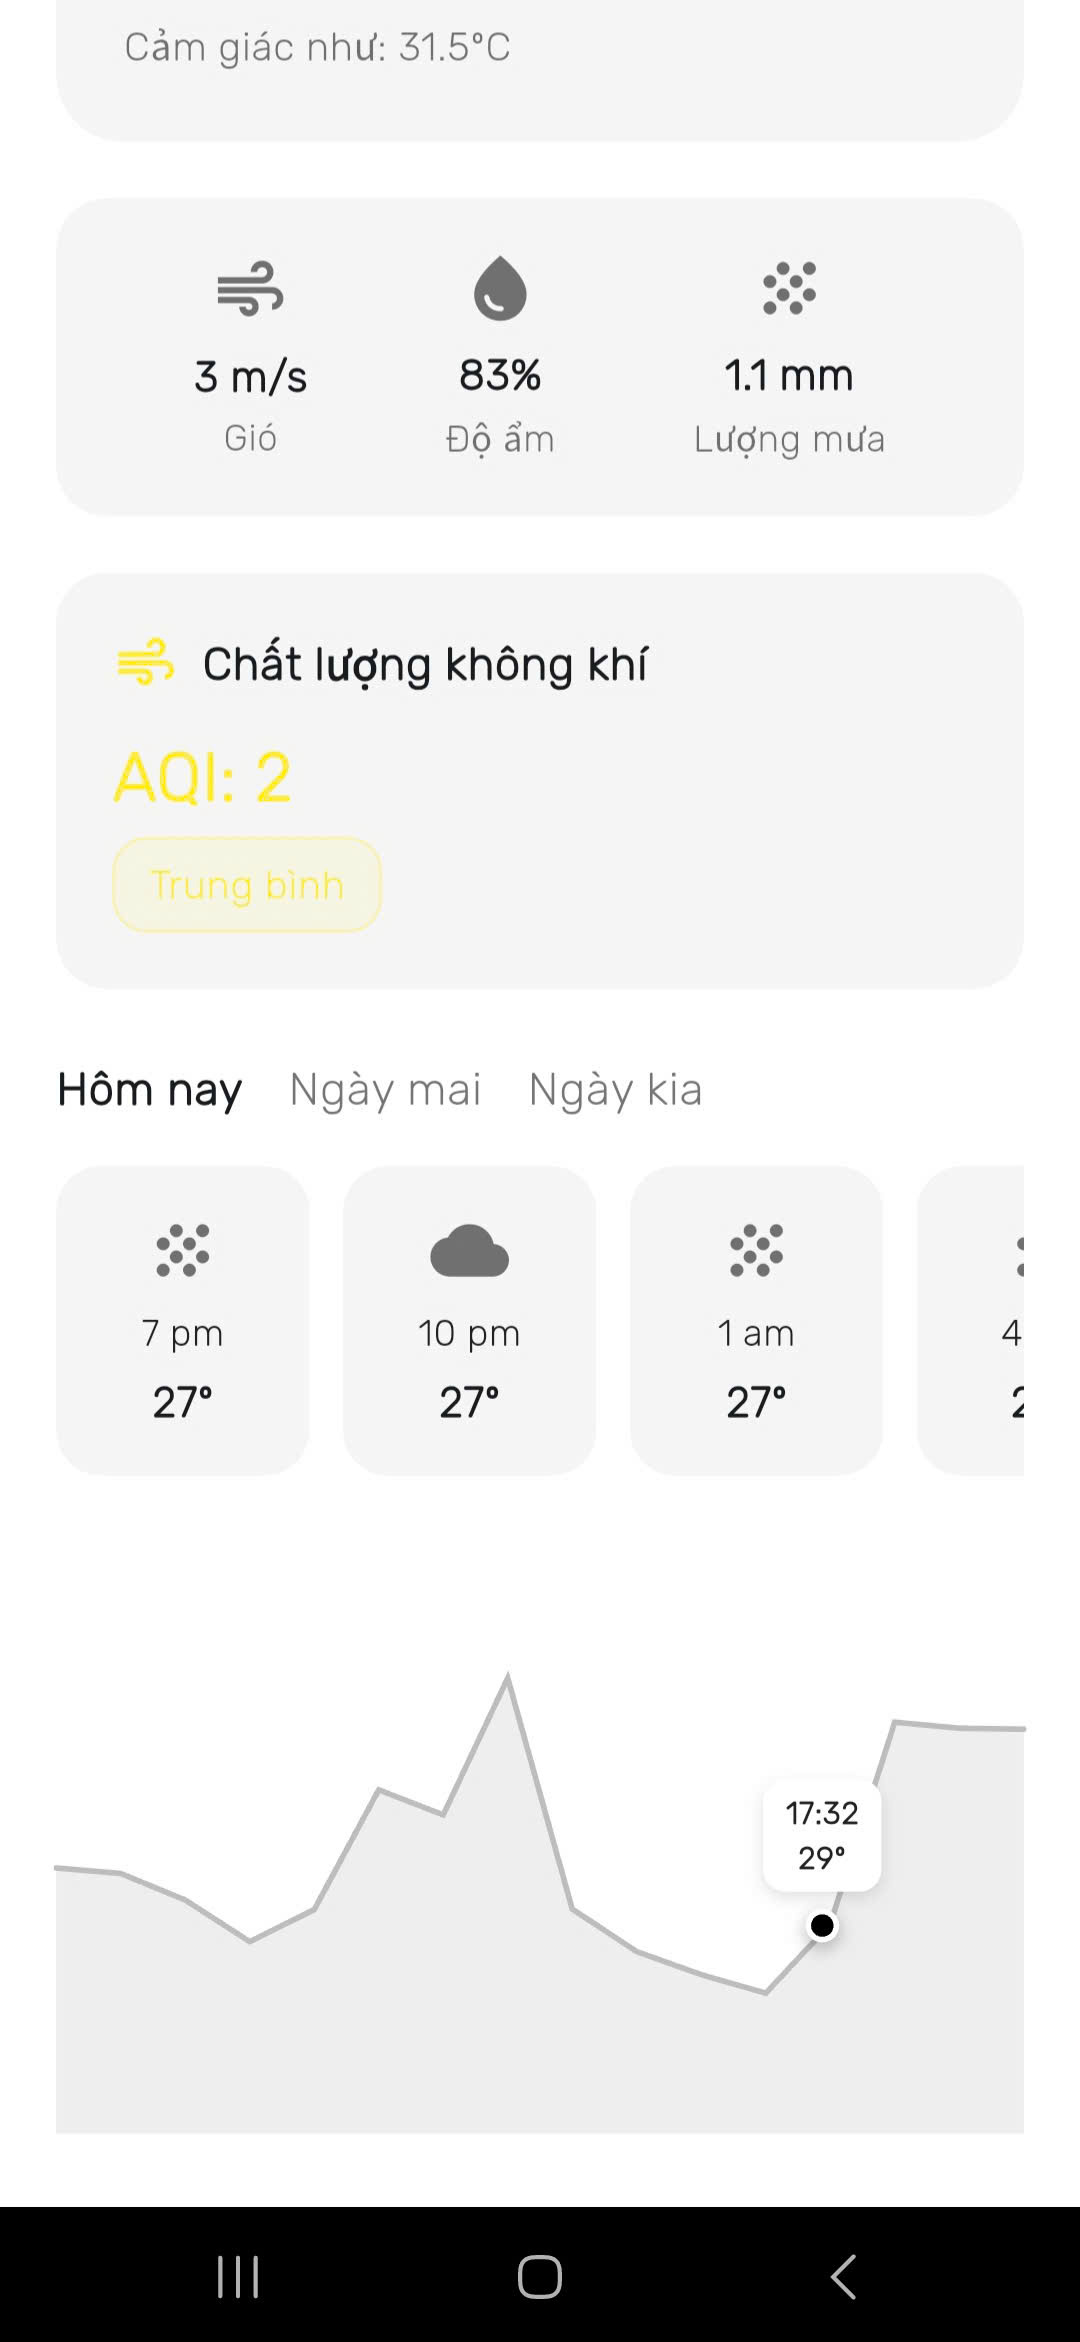 Cảm giác như: 31.5°C
3 m/s
83%
1.1 mm
Gió
Độ ẩm
Lượng mưa
Chất lượng không khí
AQI: 2
Trung bình
Hôm nay
Ngày mai
Ngày kia
7 pm
10 pm
1 am
4
27°
27°
27°
17:32
29°